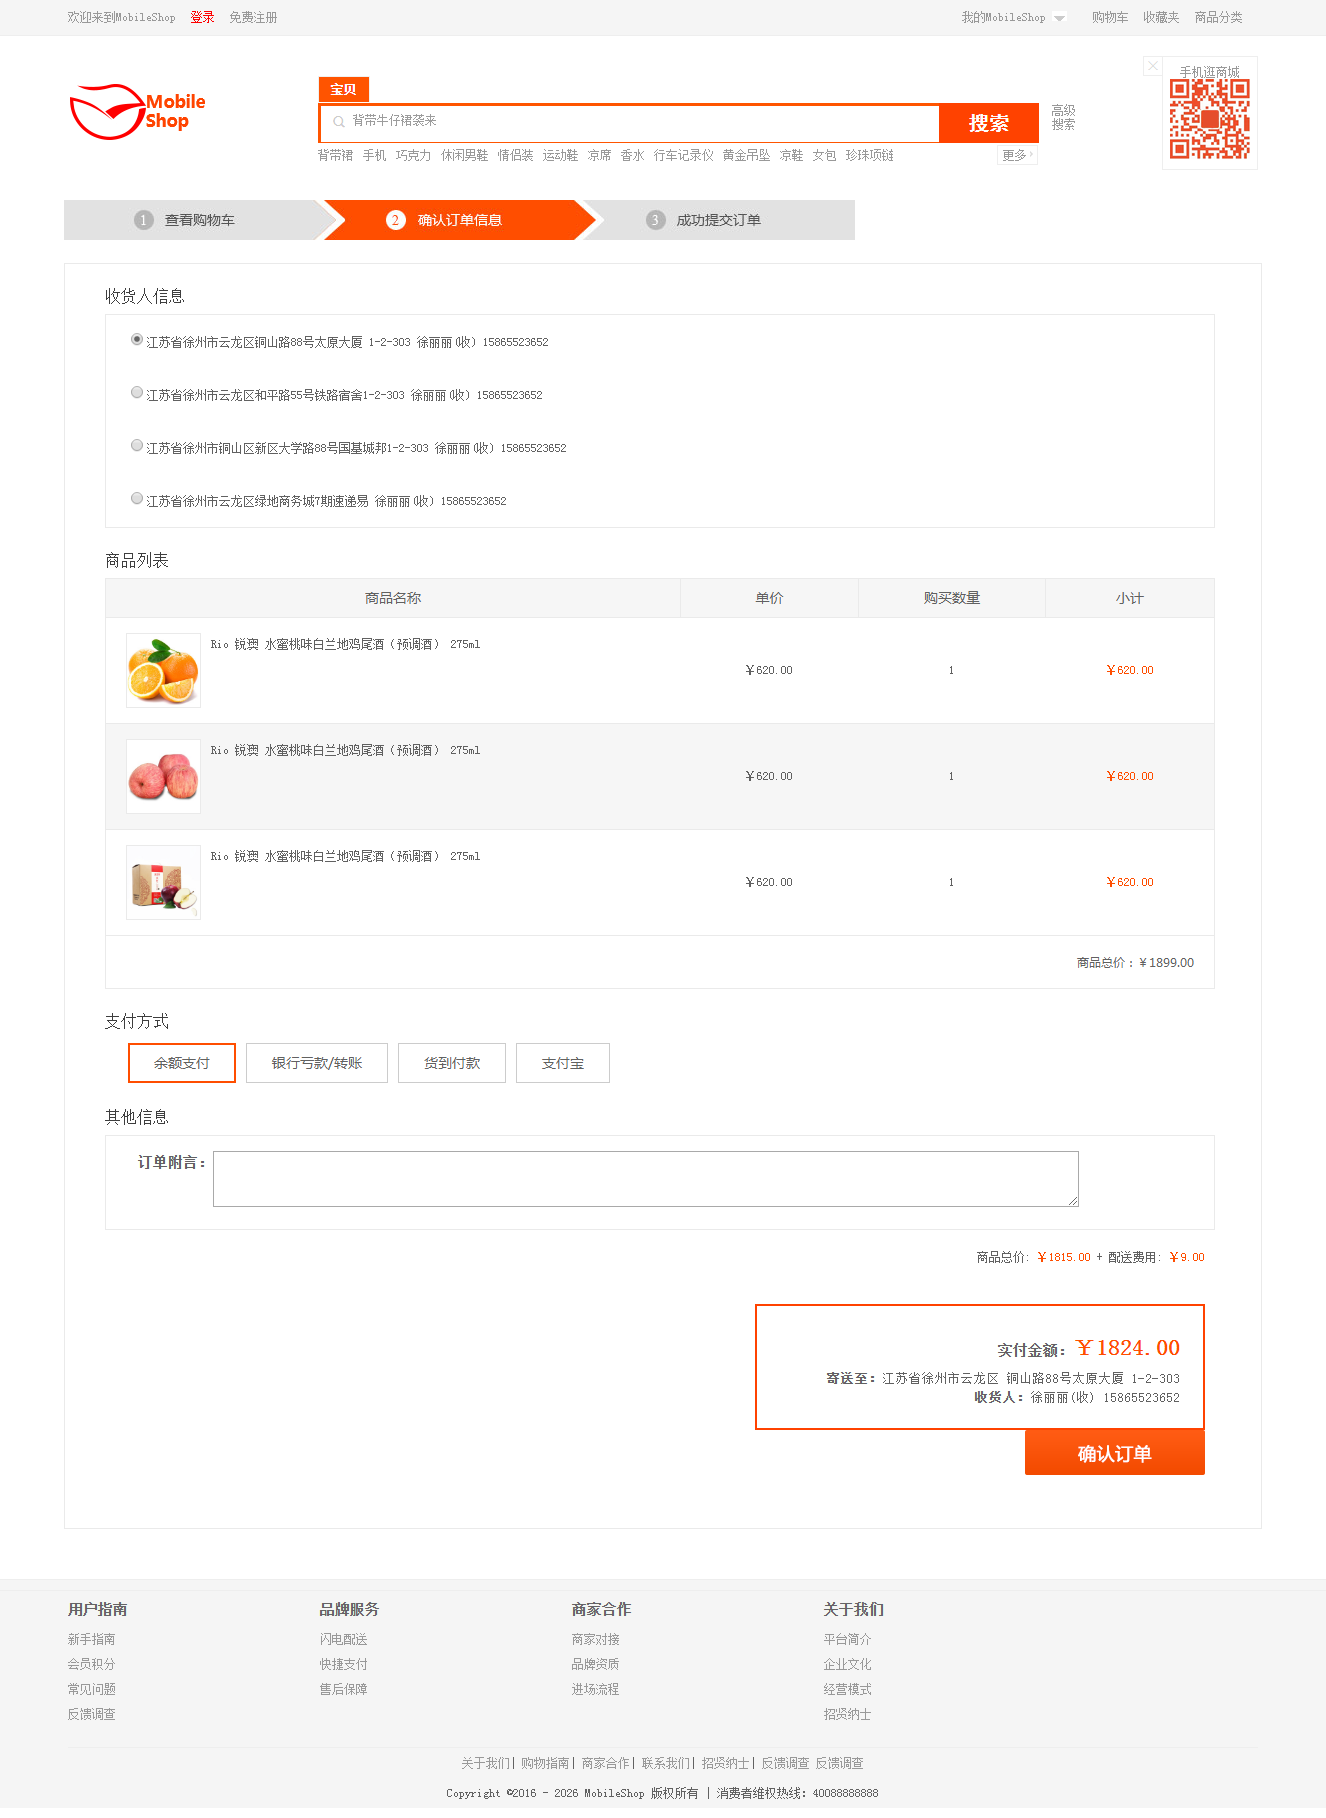 欢迎来到MobileShop 登录 免费注册 我的MobileShop 购物车 收藏夹 商品分类
手机逛商城
宝贝
Mobile
Shop
背带牛仔裙袭来 搜索 高级
搜索
背带裙 手机 巧克力 休闲男鞋 情侣装 运动鞋 凉席 香水 行车记录仪 黄金吊坠 凉鞋 女包 珍珠项链 更多
1 查看购物车 2 确认订单信息 3 成功提交订单
收货人信息
江苏省徐州市云龙区铜山路88号太原大厦 1-2-303 徐丽丽(收) 15865523652
江苏省徐州市云龙区和平路55号铁路宿舍1-2-303 徐丽丽(收) 15865523652
江苏省徐州市铜山区新区大学路88号国基城邦1-2-303 徐丽丽(收) 15865523652
江苏省徐州市云龙区绿地商务城7期速递易 徐丽丽(收) 15865523652
商品列表
商品名称 单价 购买数量 小计
Rio 锐澳 水蜜桃味白兰地鸡尾酒（预调酒） 275ml
￥620.00 1 ￥620.00
Rio 锐澳 水蜜桃味白兰地鸡尾酒（预调酒） 275ml
￥620.00 1 ￥620.00
Rio 锐澳 水蜜桃味白兰地鸡尾酒（预调酒） 275ml
￥620.00 1 ￥620.00
商品总价：￥1899.00
支付方式
余额支付 银行亏款/转账 货到付款 支付宝
其他信息
订单附言：
商品总价: ￥1815.00 + 配送费用: ￥9.00
实付金额：￥1824.00
寄送至：江苏省徐州市云龙区 铜山路88号太原大厦 1-2-303
收货人：徐丽丽(收) 15865523652
确认订单
用户指南 品牌服务 商家合作 关于我们
新手指南 闪电配送 商家对接 平台简介
会员积分 快捷支付 品牌资质 企业文化
常见问题 售后保障 进场流程 经营模式
反馈调查 招贤纳士
关于我们| 购物指南| 商家合作| 联系我们| 招贤纳士| 反馈调查 反馈调查
Copyright ©2016 - 2026 MobileShop 版权所有 | 消费者维权热线：40088888888